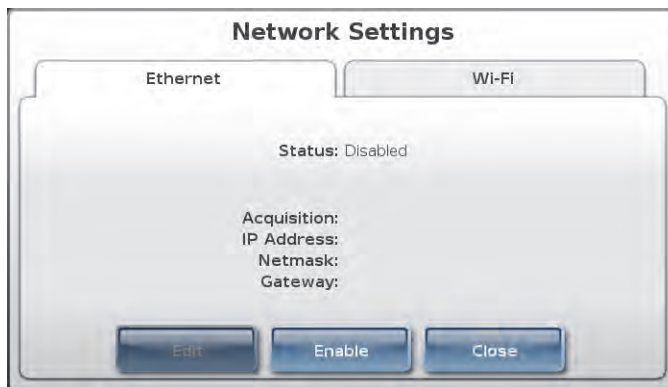 Network Settings
Ethernet Wi-Fi
Status: Disabled
Acquisition:
IP Address:
Netmask:
Gateway:
Edit Enable Close